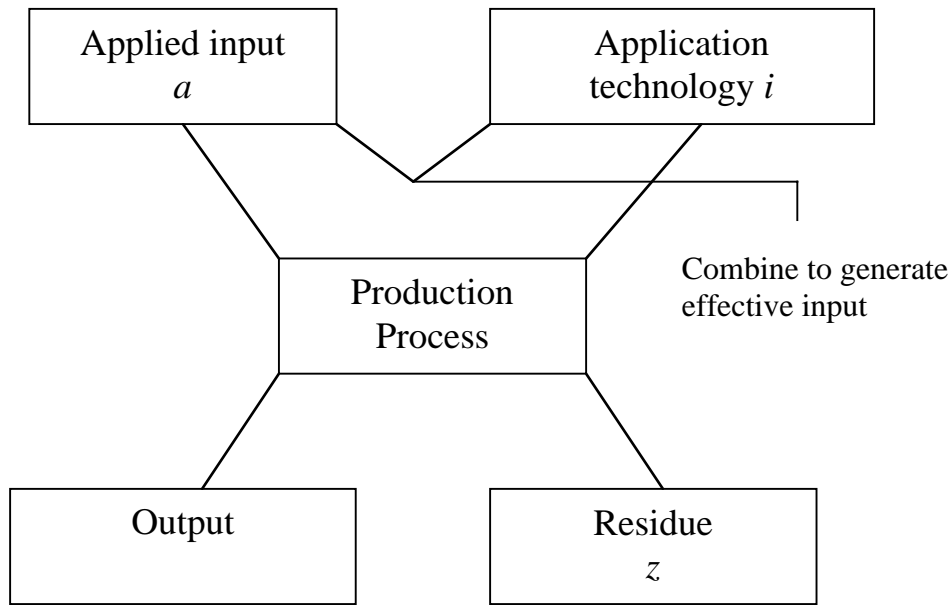 Applied input
a
Application
technology i
Combine to generate
effective input
Production
Process
Output
Residue
z